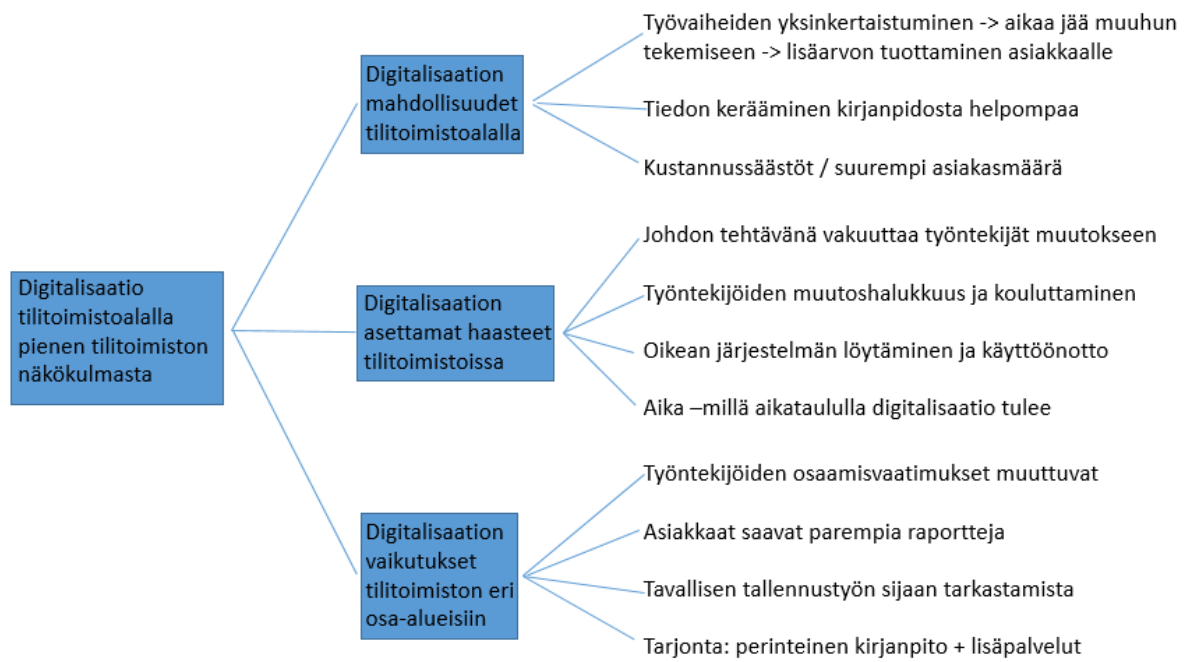 Digitalisaatio
tilitoimistoalalla
pienen tilitoimiston
näkökulmasta
Digitalisaation
mahdollisuudet
tilitoimistoalalla
Työvaiheiden yksinkertaistuminen -> aikaa jää muuhun
tekemiseen -> lisäarvon tuottaminen asiakkaalle
Tiedon kerääminen kirjanpidosta helpompaa
Kustannussäästöt / suurempi asiakasmäärä
Digitalisaation
asettamat haasteet
tilitoimistoissa
Johdon tehtävänä vakuuttaa työntekijät muutokseen
Työntekijöiden muutoshalukkuus ja kouluttaminen
Oikean järjestelmän löytäminen ja käyttöönotto
Aika –millä aikataululla digitalisaatio tulee
Digitalisaation
vaikutukset
tilitoimiston eri
osa-alueisiin
Työntekijöiden osaamisvaatimukset muuttuvat
Asiakkaat saavat parempia raportteja
Tavallisen tallennustyön sijaan tarkastamista
Tarjonta: perinteinen kirjanpito + lisäpalvelut